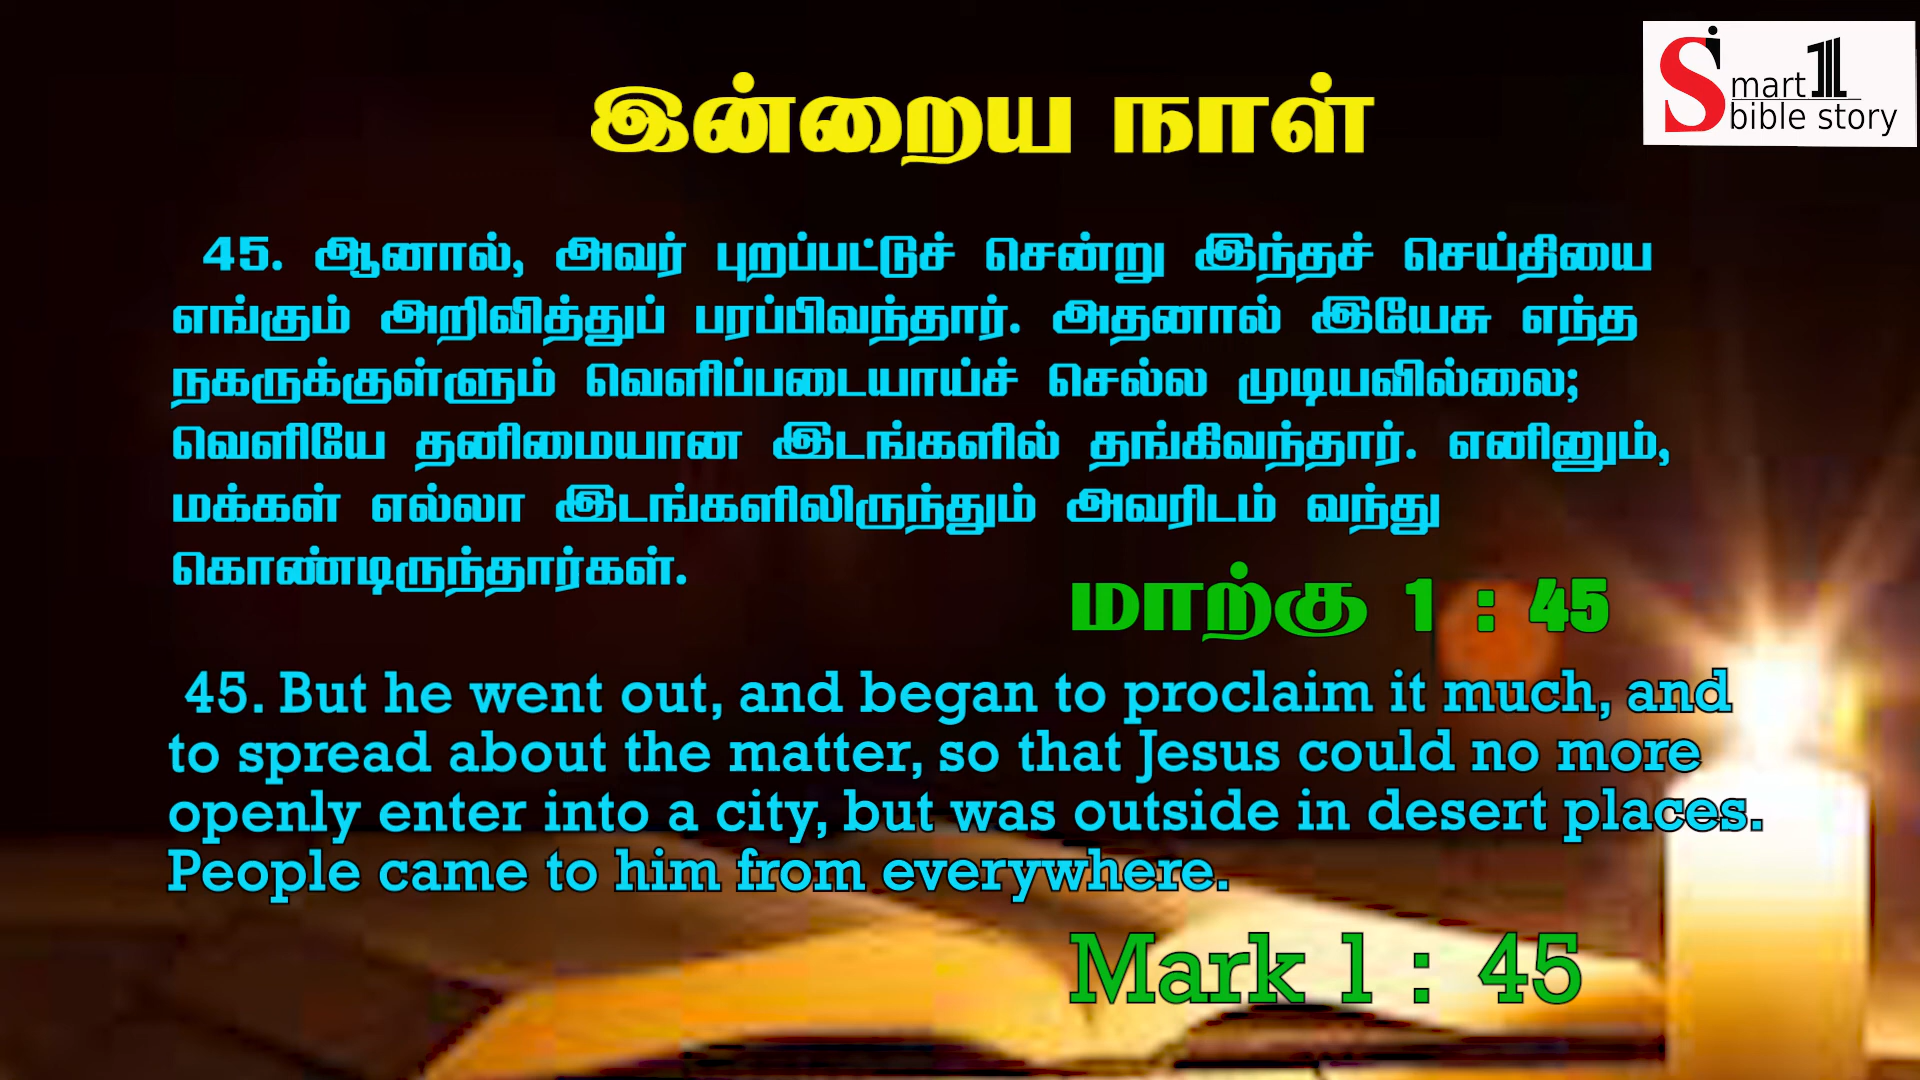 Smart 1
bible story
இன்றைய நாள்
45. ஆனால், அவர் புறப்பட்டுச் சென்று இந்தச் செய்தியை
எங்கும் அறிவித்துப் பரப்பிவந்தார். அதனால் இயேசு எந்த
நகருக்குள்ளும் வெளிப்படையாய்ச் செல்ல முடியவில்லை;
வெளியே தனிமையான இடங்களில் தங்கிவந்தார். எனினும்,
மக்கள் எல்லா இடங்களிலிருந்தும் அவரிடம் வந்து
கொண்டிருந்தார்கள்.
மாற்கு 1 : 45
45. But he went out, and began to proclaim it much, and
to spread about the matter, so that Jesus could no more
openly enter into a city, but was outside in desert places.
People came to him from everywhere.
Mark 1 : 45